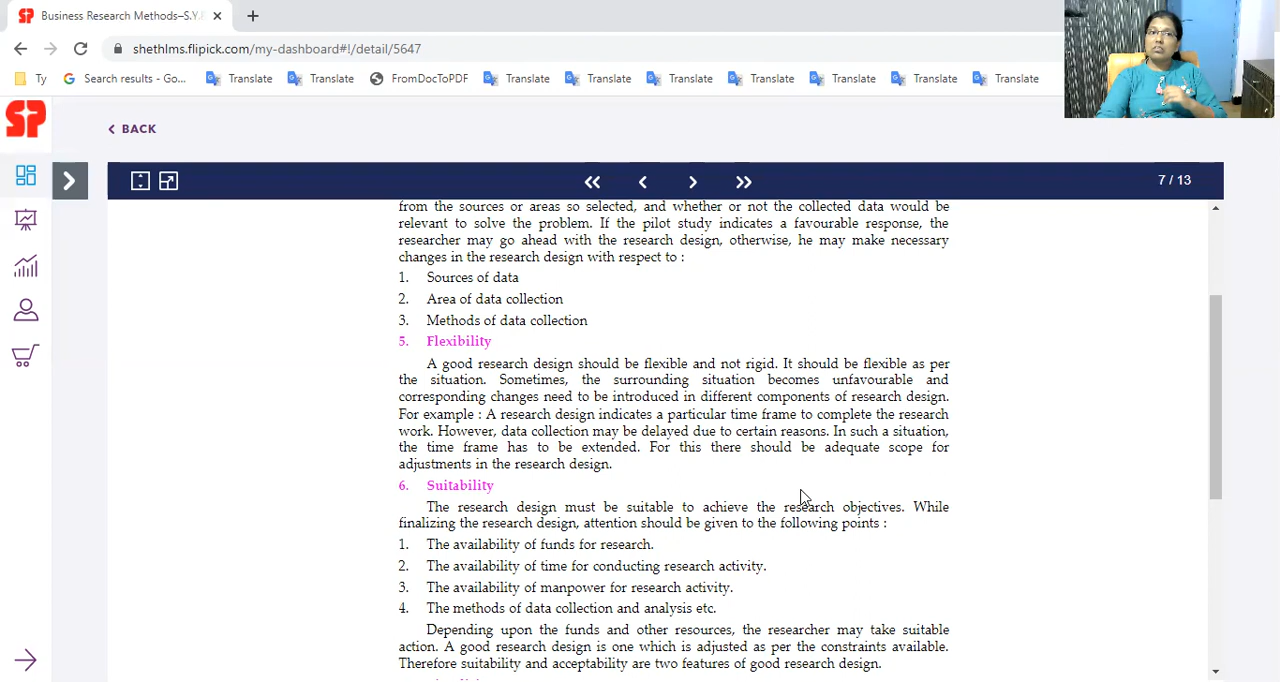 Business Research Methods–S.Y.
shethlms.flipick.com/my-dashboard#!/detail/5647
Ty
Search results - Go...
Translate
Translate
FromDocToPDF
Translate
Translate
Translate
Translate
Translate
Translate
Translate
SP
BACK
7 / 13
from the sources or areas so selected, and whether or not the collected data would be
relevant to solve the problem. If the pilot study indicates a favourable response, the
researcher may go ahead with the research design, otherwise, he may make necessary
changes in the research design with respect to :
1. Sources of data
2. Area of data collection
3. Methods of data collection
5. Flexibility
A good research design should be flexible and not rigid. It should be flexible as per
the situation. Sometimes, the surrounding situation becomes unfavourable and
corresponding changes need to be introduced in different components of research design.
For example : A research design indicates a particular time frame to complete the research
work. However, data collection may be delayed due to certain reasons. In such a situation,
the time frame has to be extended. For this there should be adequate scope for
adjustments in the research design.
6. Suitability
The research design must be suitable to achieve the research objectives. While
finalizing the research design, attention should be given to the following points :
1. The availability of funds for research.
2. The availability of time for conducting research activity.
3. The availability of manpower for research activity.
4. The methods of data collection and analysis etc.
Depending upon the funds and other resources, the researcher may take suitable
action. A good research design is one which is adjusted as per the constraints available.
Therefore suitability and acceptability are two features of good research design.